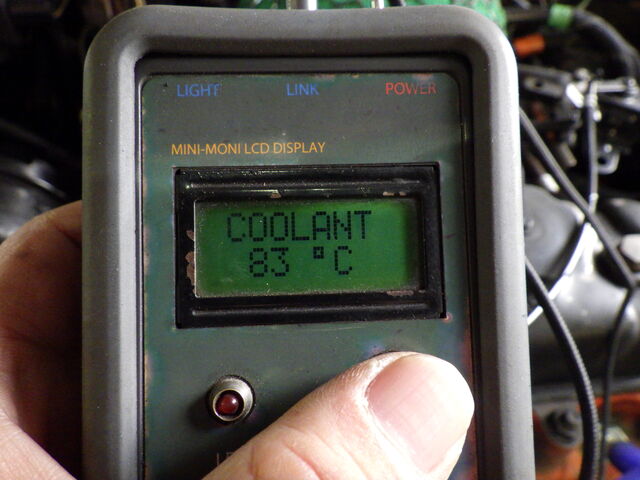 LIGHT LINK POWER
MINI-MONI LCD DISPLAY
COOLANT
83 °C